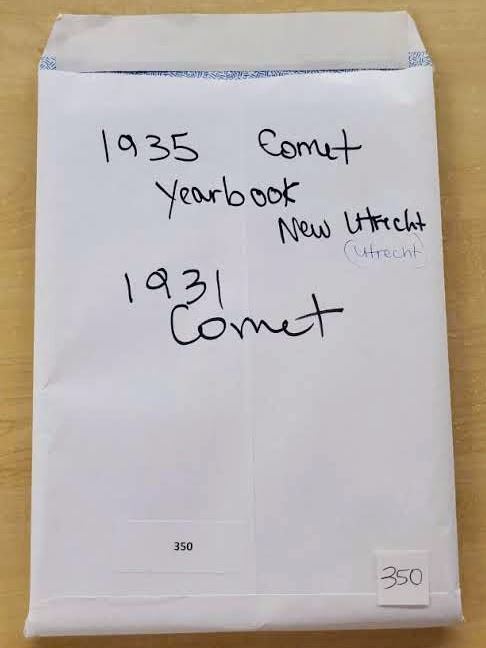 1935 Comet
Yearbook
New Utrecht
(Utrecht)
1931
Comet
350
350